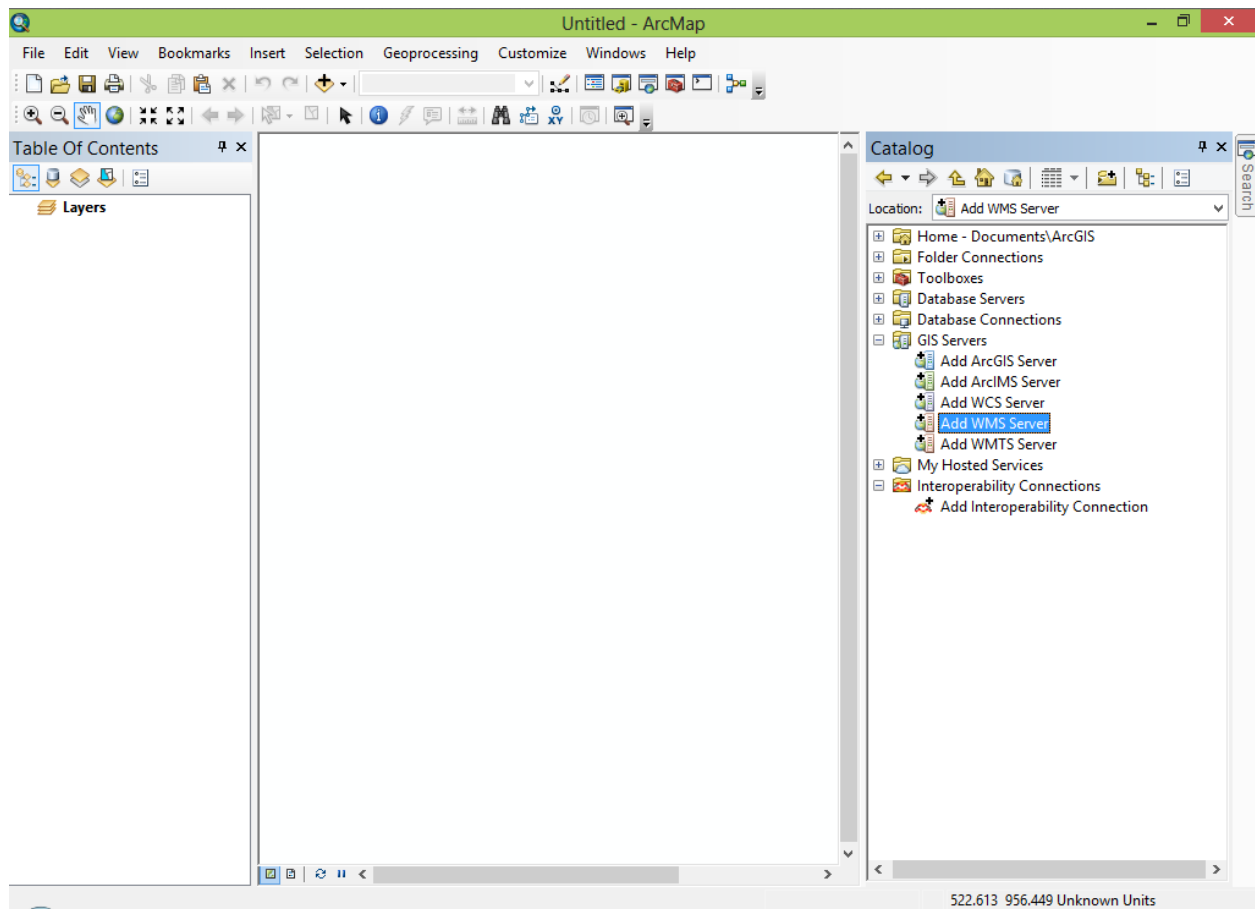 Untitled - ArcMap
File Edit View Bookmarks Insert Selection Geoprocessing Customize Windows Help
Table Of Contents
Layers
Catalog
Location: Add WMS Server
Home - Documents\ArcGIS
Folder Connections
Toolboxes
Database Servers
Database Connections
GIS Servers
Add ArcGIS Server
Add ArcIMS Server
Add WCS Server
Add WMS Server
Add WMTS Server
My Hosted Services
Interoperability Connections
Add Interoperability Connection
Search
522.613 956.449 Unknown Units